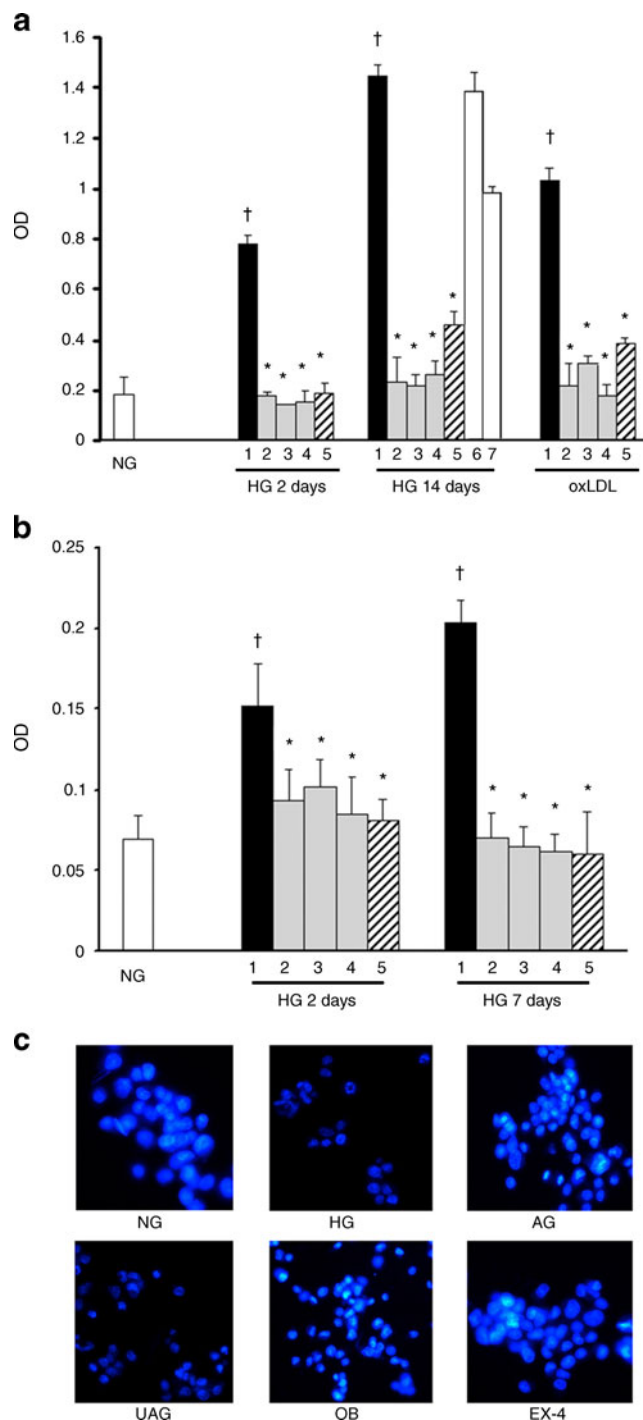 a
1.6
1.4
1.2
1
0.8
0.6
0.4
0.2
0
OD
†
* * * *
†
* * * *
†
* * * *
NG
1 2 3 4 5
1 2 3 4 5 6 7
1 2 3 4 5
HG 2 days
HG 14 days
oxLDL
b
0.25
0.2
0.15
0.1
0.05
0
OD
†
* * * *
†
* * * *
NG
1 2 3 4 5
1 2 3 4 5
HG 2 days
HG 7 days
c
NG
HG
AG
UAG
OB
EX-4